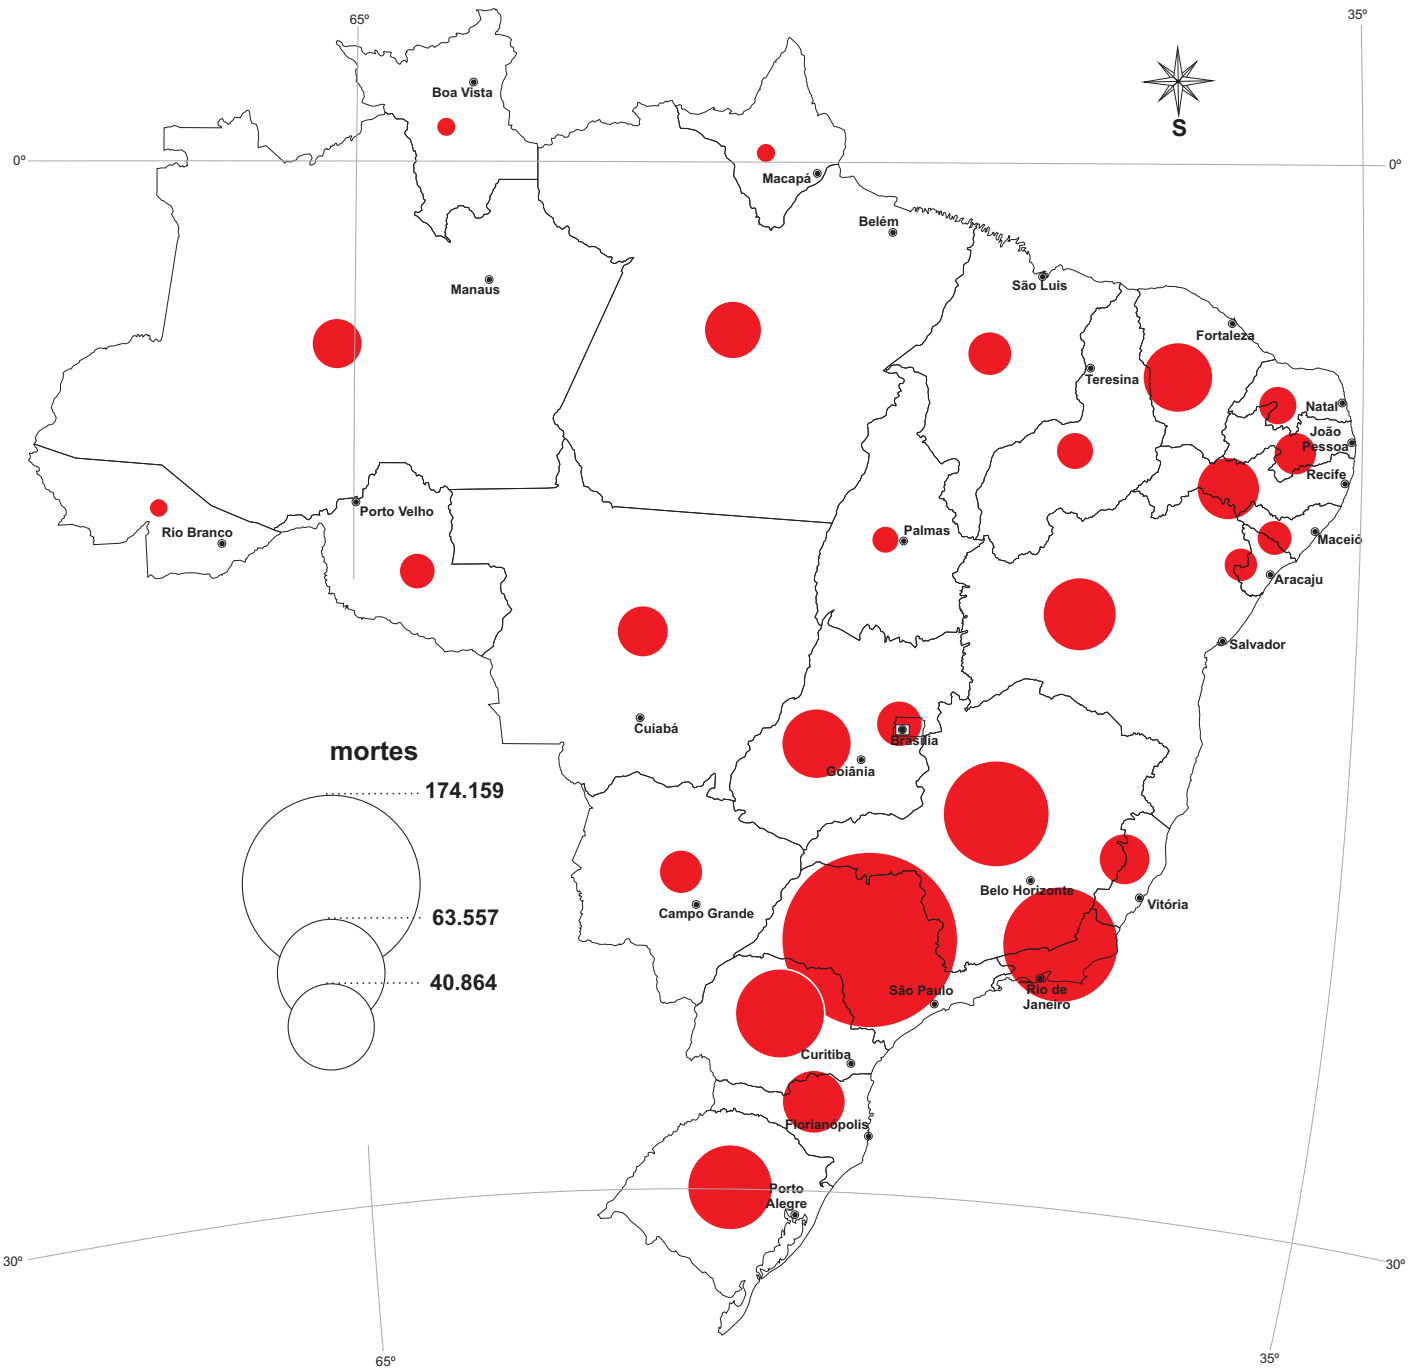 65º
35º
Boa Vista
S
0º
0º
Macapá
Belém
Manaus
São Luis
Fortaleza
Teresina
Natal
João
Pessoa
Recife
Porto Velho
Rio Branco
Palmas
Maceió
Aracaju
Salvador
Cuiabá
Brasília
Goiânia
mortes
174.159
63.557
40.864
Belo Horizonte
Vitória
Campo Grande
São Paulo
Rio de
Janeiro
Curitiba
Florianópolis
Porto
Alegre
30º
30º
65º
35º